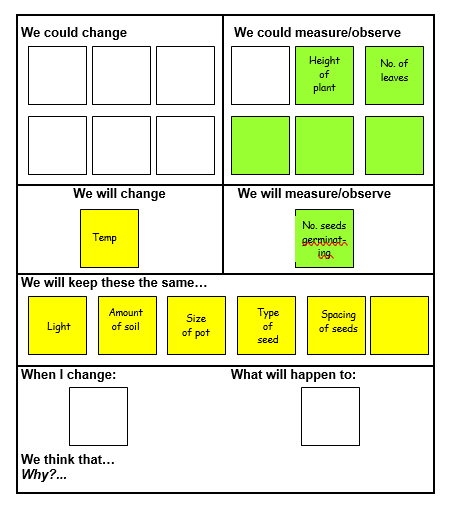 We could change
We could measure/observe
Height
of
plant
No. of
leaves
We will change
We will measure/observe
Temp
No. seeds
germinat-
ing
We will keep these the same…
Light
Amount
of soil
Size
of pot
Type
of
seed
Spacing
of seeds
When I change:
What will happen to:
We think that…
Why?...